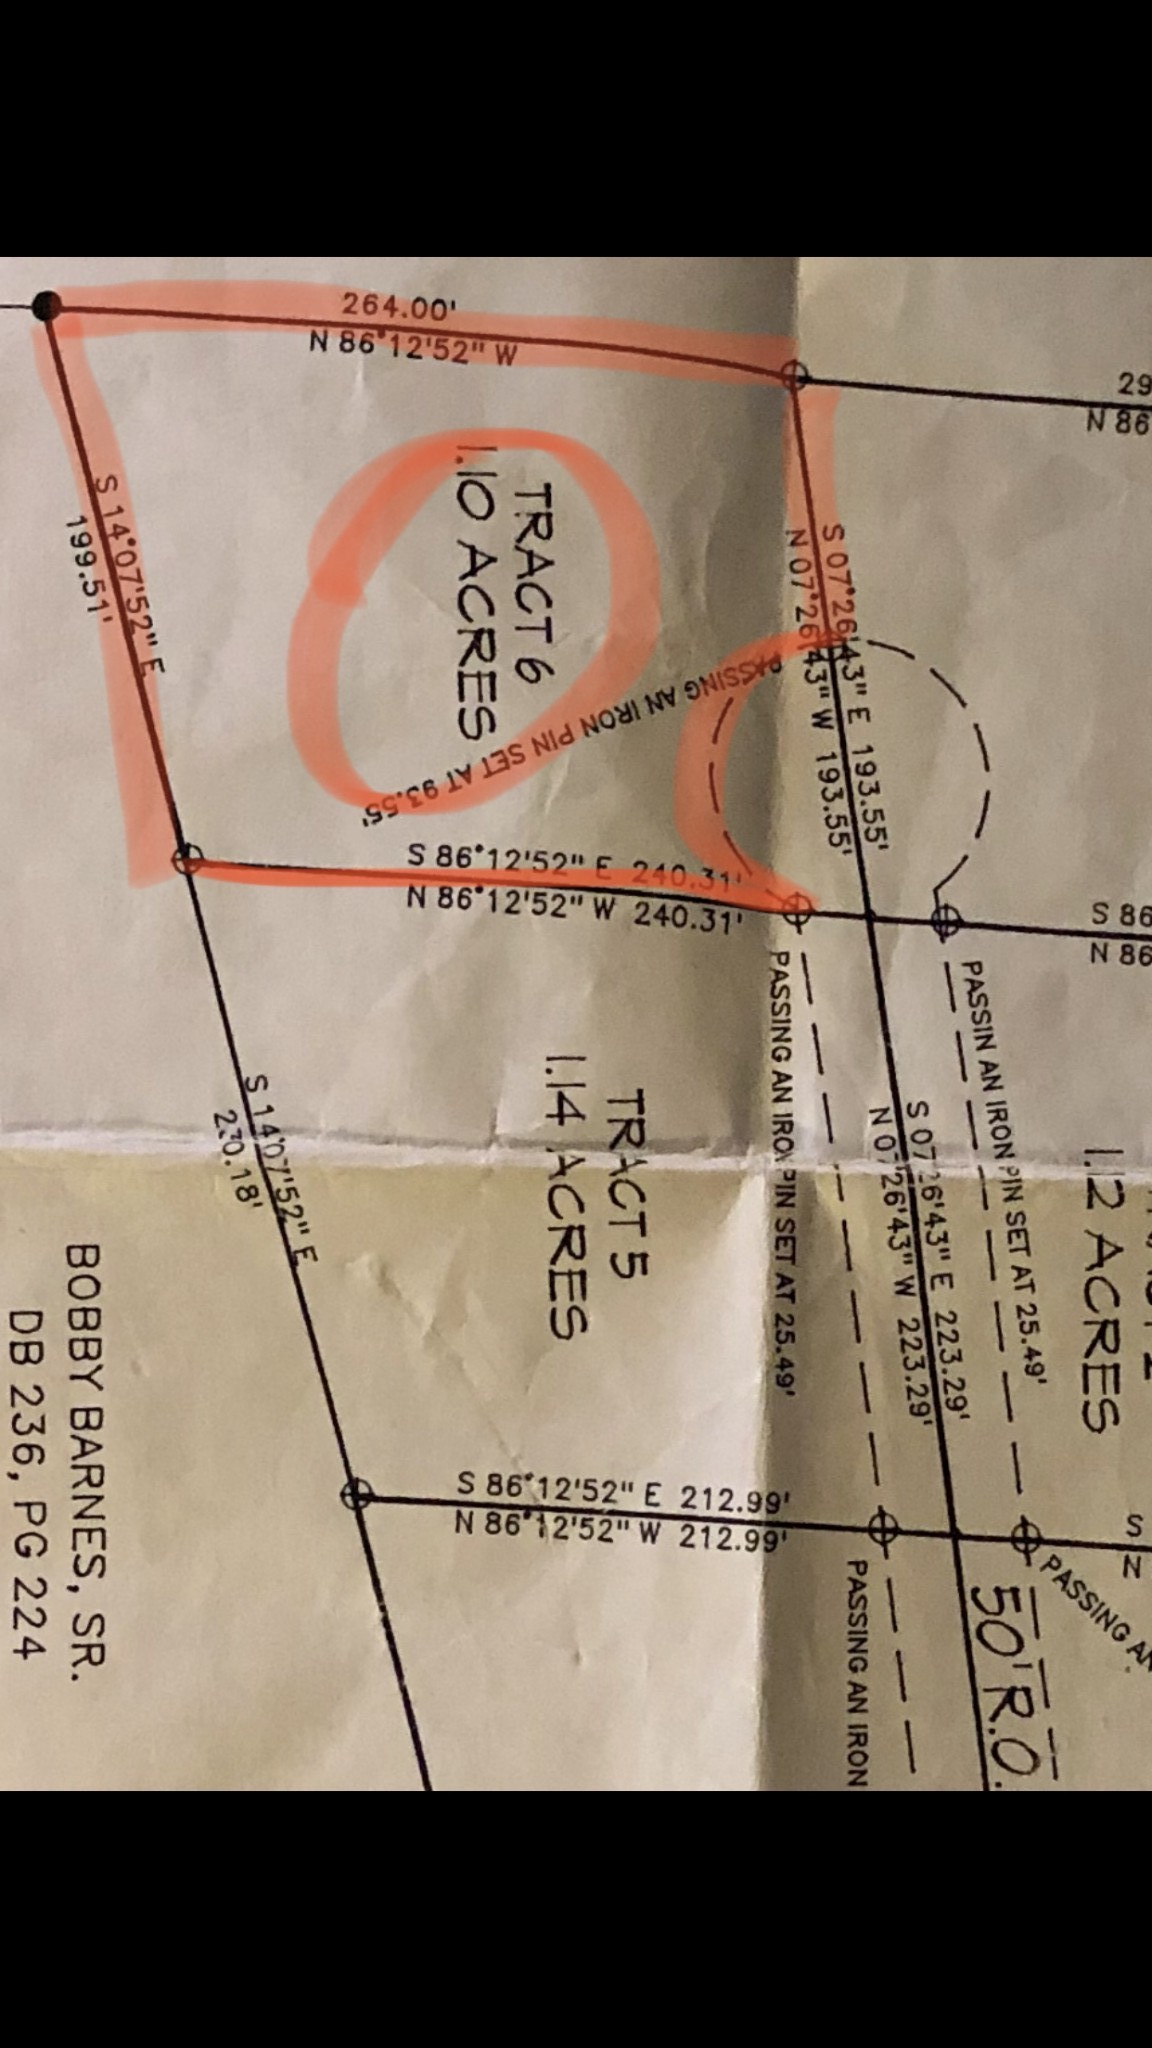 264.00'
N 86°12'52" W
29
N 86
S 14°07'52" E
199.51'
TRACT 6
1.10 ACRES
PASSING AN IRON PIN SET AT 93.55'
S 07°26'43" E 193.55'
N 07°26'43" W 193.55'
S 86°12'52" E 240.31'
N 86°12'52" W 240.31'
S 86
N 86
PASSING AN IRON PIN SET AT 25.49'
PASSIN AN IRON PIN SET AT 25.49'
TRACT 5
1.14 ACRES
1.12 ACRES
S 07°26'43" E 223.29'
N 07°26'43" W 223.29'
S 14°07'52" E
230.18'
BOBBY BARNES, SR.
DB 236, PG 224
S 86°12'52" E 212.99'
N 86°12'52" W 212.99'
S
N
PASSING AN
PASSING AN IRON
50' R.O.